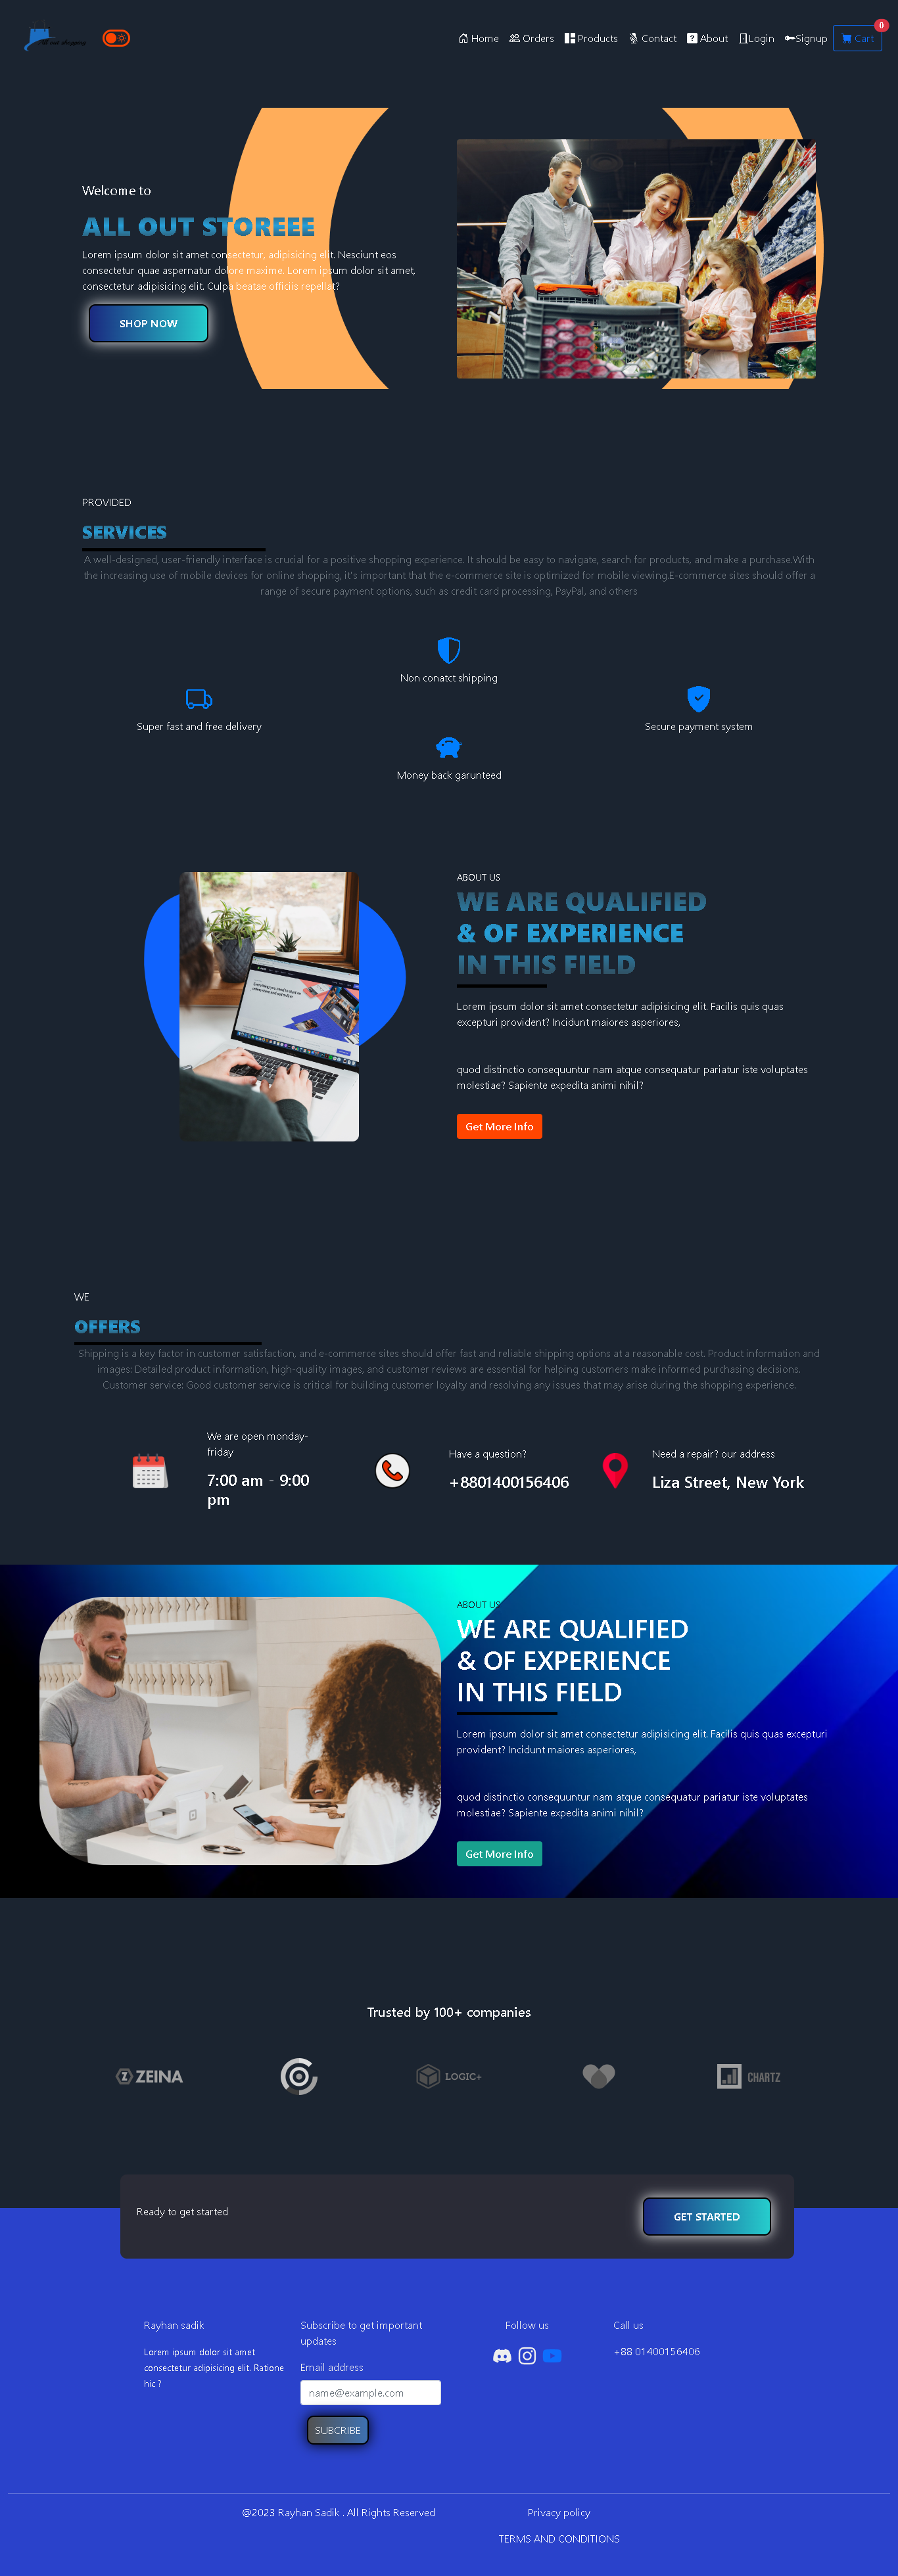 Home Orders Products Contact About Login Signup Cart 0
Welcome to
ALL OUT STOREEE
Lorem ipsum dolor sit amet consectetur, adipisicing elit. Nesciunt eos
consectetur quae aspernatur dolore maxime. Lorem ipsum dolor sit amet,
consectetur adipisicing elit. Culpa beatae officiis repellat?
SHOP NOW
PROVIDED
SERVICES
A well-designed, user-friendly interface is crucial for a positive shopping experience. It should be easy to navigate, search for products, and make a purchase.With
the increasing use of mobile devices for online shopping, it's important that the e-commerce site is optimized for mobile viewing.E-commerce sites should offer a
range of secure payment options, such as credit card processing, PayPal, and others
Non conatct shipping
Super fast and free delivery
Secure payment system
Money back garunteed
ABOUT US
WE ARE QUALIFIED
& OF EXPERIENCE
IN THIS FIELD
Lorem ipsum dolor sit amet consectetur adipisicing elit. Facilis quis quas
excepturi provident? Incidunt maiores asperiores,
quod distinctio consequuntur nam atque consequatur pariatur iste voluptates
molestiae? Sapiente expedita animi nihil?
Get More Info
WE
OFFERS
Shipping is a key factor in customer satisfaction, and e-commerce sites should offer fast and reliable shipping options at a reasonable cost. Product information and
images: Detailed product information, high-quality images, and customer reviews are essential for helping customers make informed purchasing decisions.
Customer service: Good customer service is critical for building customer loyalty and resolving any issues that may arise during the shopping experience.
We are open monday-
friday
7:00 am - 9:00
pm
Have a question?
+8801400156406
Need a repair? our address
Liza Street, New York
ABOUT US
WE ARE QUALIFIED
& OF EXPERIENCE
IN THIS FIELD
Lorem ipsum dolor sit amet consectetur adipisicing elit. Facilis quis quas excepturi
provident? Incidunt maiores asperiores,
quod distinctio consequuntur nam atque consequatur pariatur iste voluptates
molestiae? Sapiente expedita animi nihil?
Get More Info
Trusted by 100+ companies
ZEINA
LOGIC+
CHARTZ
Ready to get started
GET STARTED
Rayhan sadik
Lorem ipsum dolor sit amet
consectetur adipisicing elit. Ratione
hic ?
Subscribe to get important
updates
Email address
name@example.com
SUBCRIBE
Follow us
Call us
+88 01400156406
@2023 Rayhan Sadik . All Rights Reserved
Privacy policy
TERMS AND CONDITIONS